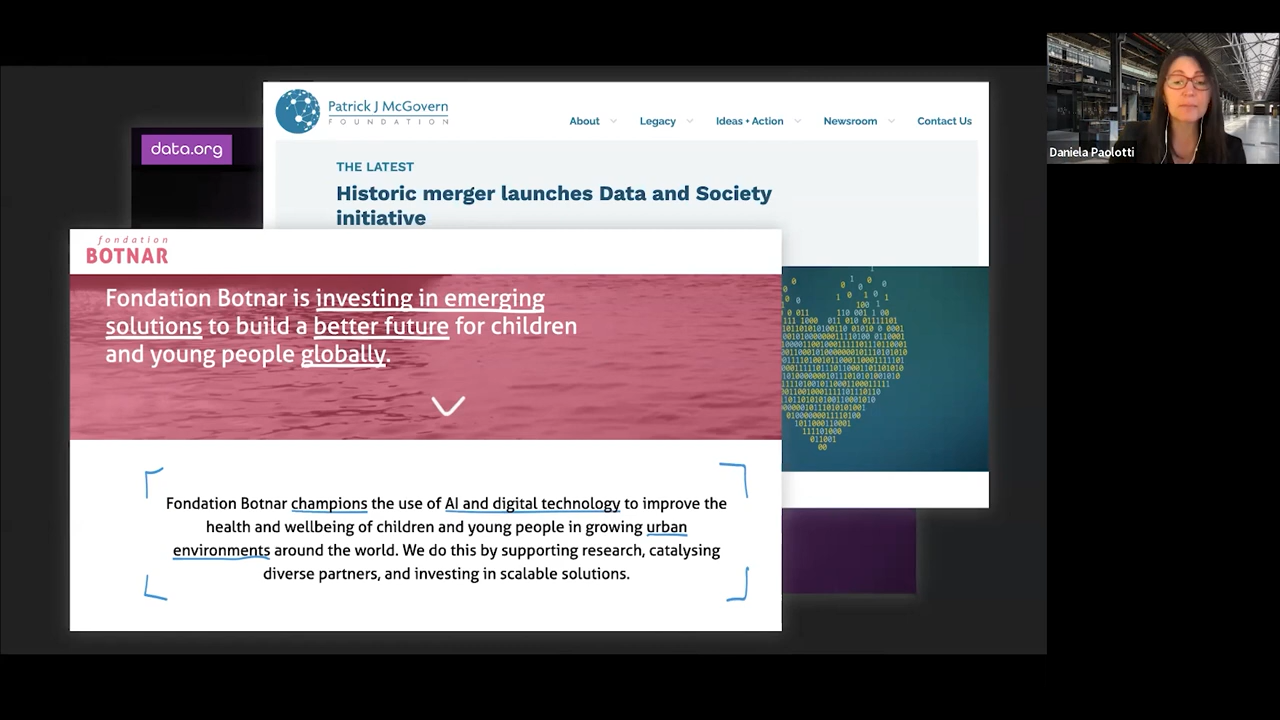 Patrick J McGovern
FOUNDATION
About
Legacy
Ideas + Action
Newsroom
Contact Us
data.org
THE LATEST
Historic merger launches Data and Society
initiative
fondation
BOTNAR
Fondation Botnar is investing in emerging
solutions to build a better future for children
and young people globally.
Fondation Botnar champions the use of AI and digital technology to improve the
health and wellbeing of children and young people in growing urban
environments around the world. We do this by supporting research, catalysing
diverse partners, and investing in scalable solutions.
Daniela Paolotti